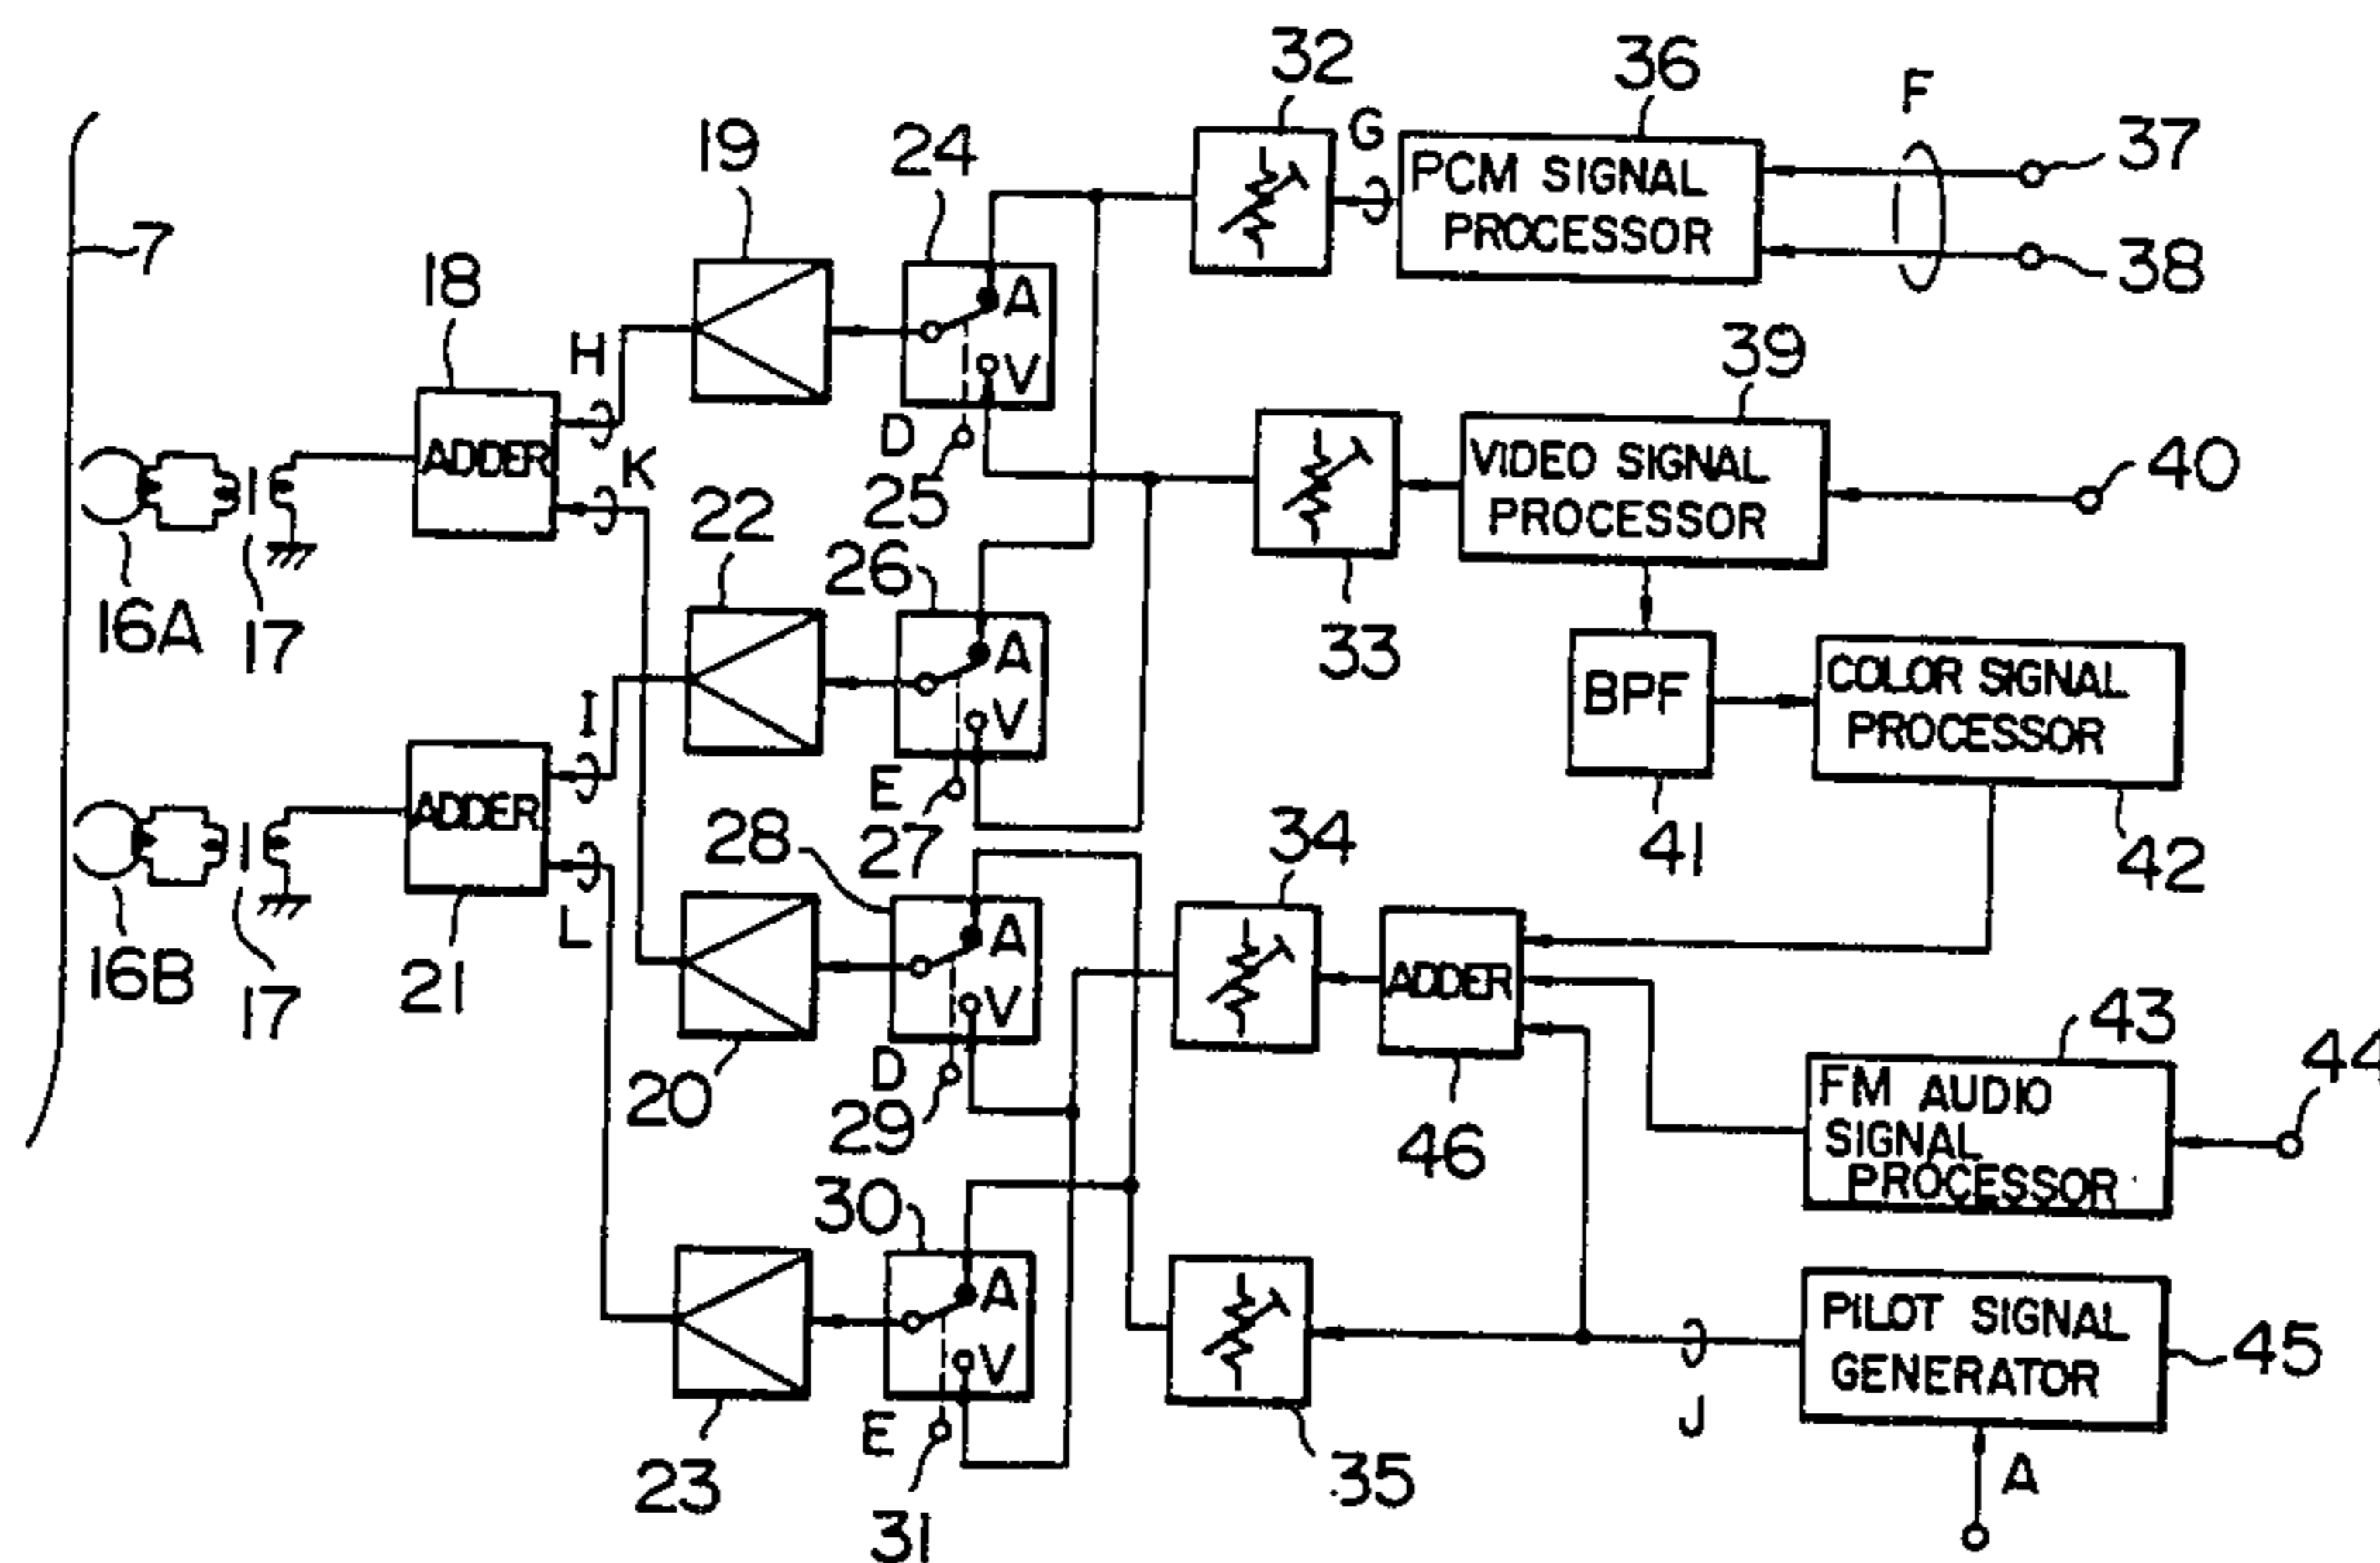 32
36
F
37
G
PCM SIGNAL
PROCESSOR
38
19
24
7
18
A
V
H
D
25
39
VIDEO SIGNAL
PROCESSOR
40
ADDER
K
22
26
33
16A
17
A
V
BPF
COLOR SIGNAL
PROCESSOR
I
E
27
41
42
ADDER
L
28
34
16B
17
21
A
V
ADDER
43
44
20
D
29
46
FM AUDIO
SIGNAL
PROCESSOR
30
A
V
PILOT SIGNAL
GENERATOR
45
23
E
31
35
J
A